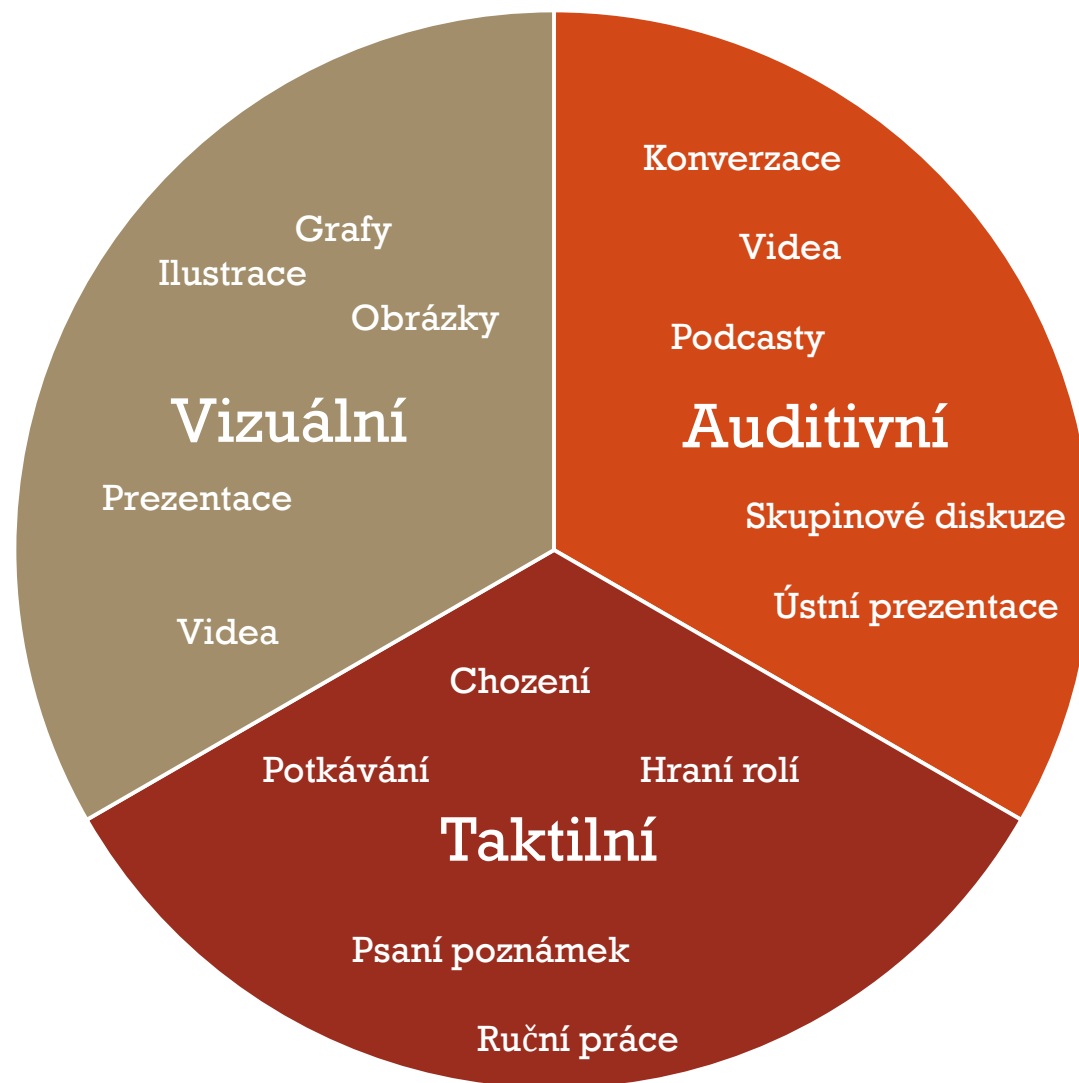 Grafy
Ilustrace
Obrázky
Vizuální
Prezentace
Videa
Konverzace
Videa
Podcasty
Auditivní
Skupinové diskuze
Ústní prezentace
Chození
Potkávání
Hraní rolí
Taktilní
Psaní poznámek
Ruční práce